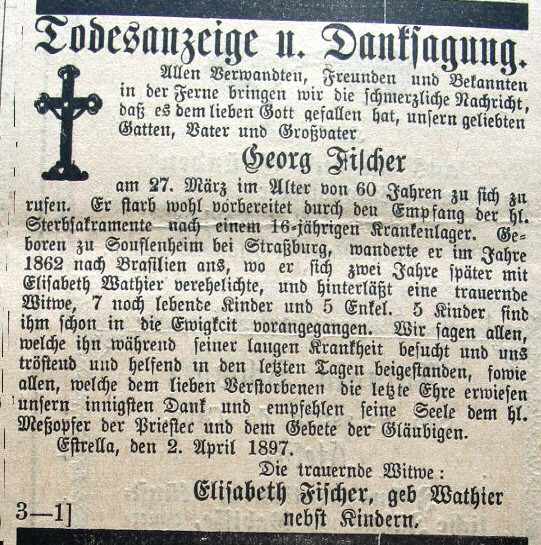 Todesanzeige u. Danksagung.
Allen Verwandten, Freunden und Bekannten
in der Ferne bringen wir die schmerzliche Nachricht,
daß es dem lieben Gott gefallen hat, unsern geliebten
Gatten, Vater und Großvater
Georg Fischer
am 27. März im Alter von 60 Jahren zu sich zu
rufen. Er starb wohl vorbereitet durch den Empfang der hl.
Sterbsakramente nach einem 16-jährigen Krankenlager. Ge-
boren zu Souflenheim bei Straßburg, wanderte er im Jahre
1862 nach Brasilien aus, wo er sich zwei Jahre später mit
Elisabeth Wathier verehelichte, und hinterläßt eine trauernde
Witwe, 7 noch lebende Kinder und 5 Enkel. 5 Kinder sind
ihm schon in die Ewigkeit vorangegangen. Wir sagen allen,
welche ihn während seiner langen Krankheit besucht und uns
tröstend und helfend in den letzten Tagen beigestanden, sowie
allen, welche dem lieben Verstorbenen die letzte Ehre erwiesen
unsern innigsten Dank und empfehlen seine Seele dem hl.
Meßopfer der Priester und dem Gebete der Gläubigen.
Estrella, den 2. April 1897.
Die trauernde Witwe:
Elisabeth Fischer, geb Wathier
nebst Kindern.
3—1]